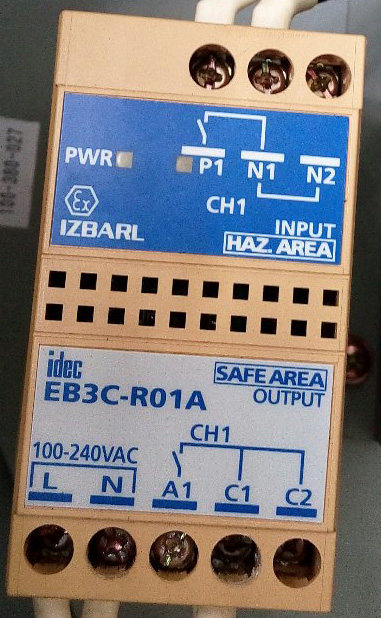 PWR
P1 N1 N2
CH1
Ex
IZBARL
INPUT
HAZ. AREA
idec
EB3C-R01A
SAFE AREA
OUTPUT
CH1
100-240VAC
L N A1 C1 C2